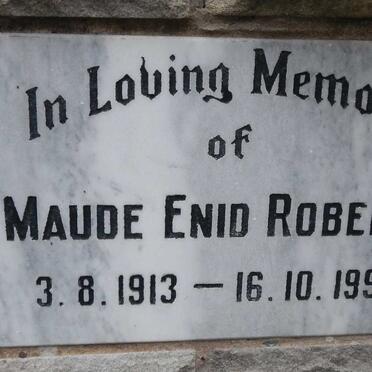 In Loving Memo
of
MAUDE ENID ROBE
3.8.1913 — 16.10.199